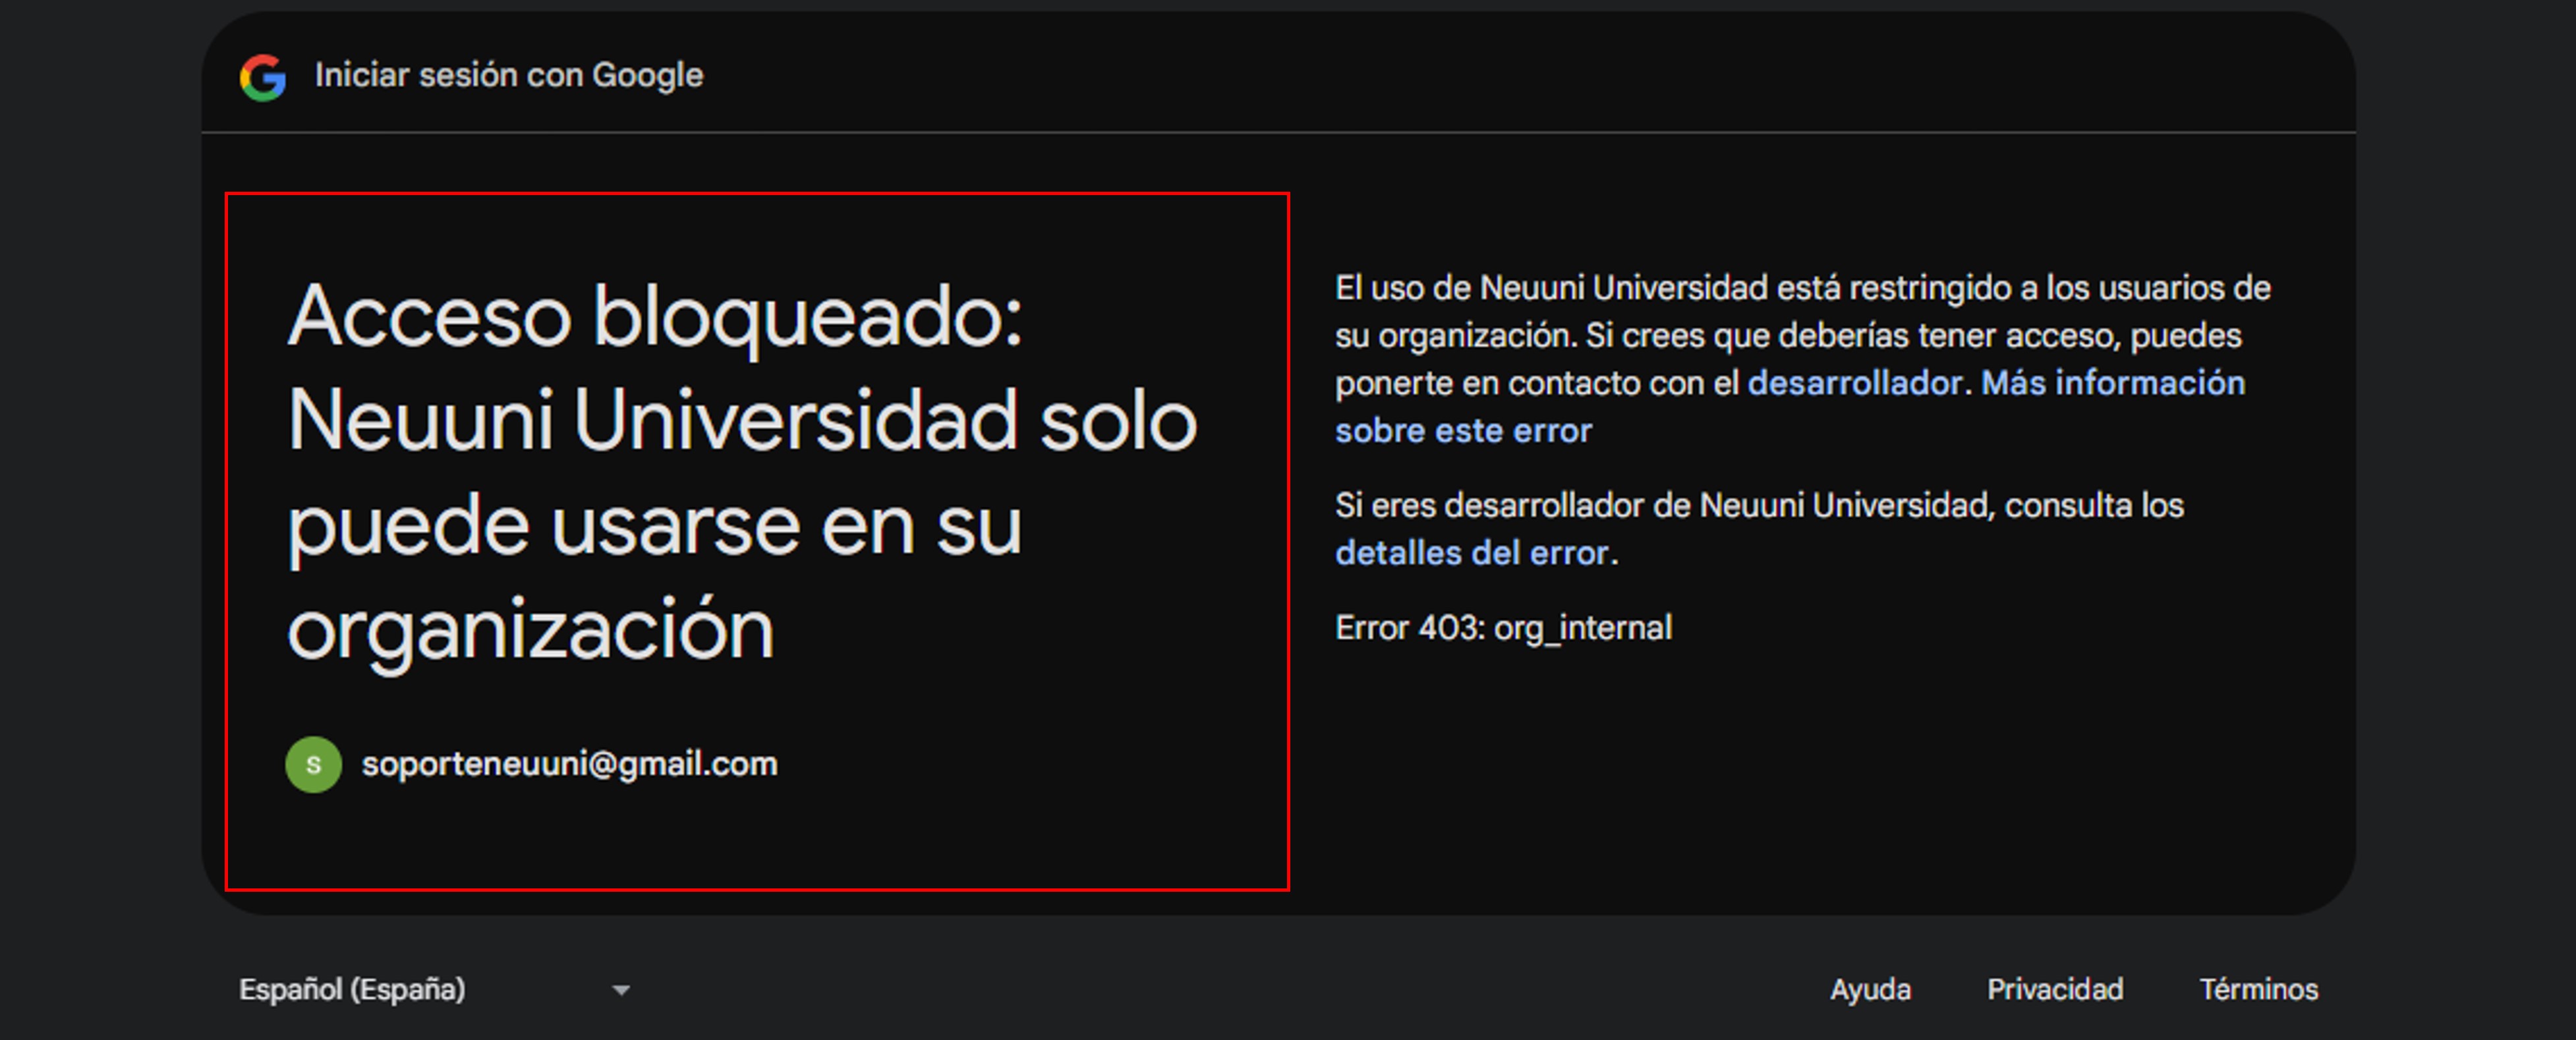 Iniciar sesión con Google
Acceso bloqueado:
Neuuni Universidad solo
puede usarse en su
organización
S soporteneuuni@gmail.com
El uso de Neuuni Universidad está restringido a los usuarios de
su organización. Si crees que deberías tener acceso, puedes
ponerte en contacto con el desarrollador. Más información
sobre este error
Si eres desarrollador de Neuuni Universidad, consulta los
detalles del error.
Error 403: org_internal
Español (España)
Ayuda Privacidad Términos